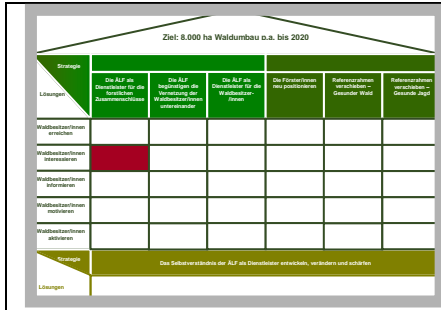 Ziel: 8.000 ha Waldumbau p.a. bis 2020
Strategie
Lösungen
Die ÄLF als
Dienstleister für die
forstlichen
Zusammenschlüsse
Die ÄLF
begünstigen die
Vernetzung der
Waldbesitzer/innen
untereinander
Die ÄLF als
Dienstleister für die
Waldbesitzer-
/innen
Die Förster/innen
neu positionieren
Referenzrahmen
verschieben –
Gesunder Wald
Referenzrahmen
verschieben –
Gesunde Jagd
Waldbesitzer/innen
erreichen
Waldbesitzer/innen
interessieren
Waldbesitzer/innen
informieren
Waldbesitzer/innen
motivieren
Waldbesitzer/innen
aktivieren
Strategie
Das Selbstverständnis der ÄLF als Dienstleister entwickeln, verändern und schärfen
Lösungen